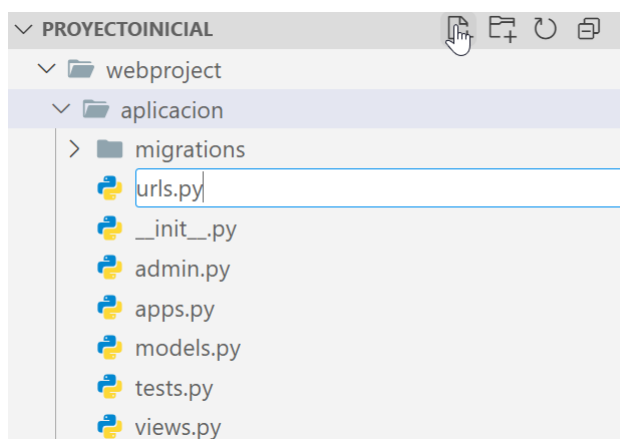 PROYECTOINICIAL
webproject
aplicacion
migrations
urls.py
__init__.py
admin.py
apps.py
models.py
tests.py
views.py